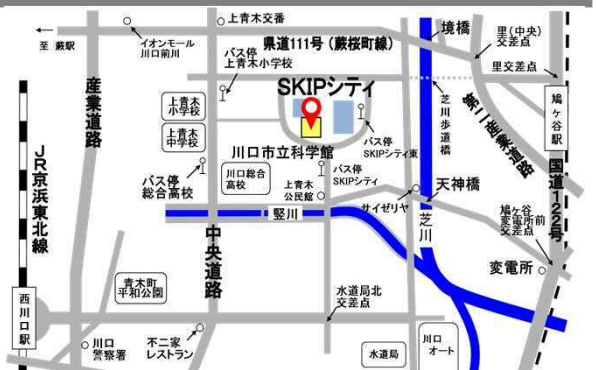 至 蕨駅
イオンモール
川口前川
上青木交番
県道111号 (蕨桜町線)
境橋
里(中央)
交差点
里交差点
バス停
上青木小学校
SKIPシティ
産業道路
上青木
小学校
上青木
中学校
川口市立科学館
バス停
SKIPシティ東
芝川歩道橋
第二産業道路
鳩ヶ谷駅
国道122号
JR京浜東北線
バス停
総合高校
川口総合
高校
上青木
公民館
バス停
SKIPシティ
サイゼリヤ
天神橋
竪川
芝川
鳩ヶ谷
変電所前
交差点
変電所
中央道路
青木町
平和公園
水道局北
交差点
西川口駅
川口
警察署
不二家
レストラン
水道局
川口
オート